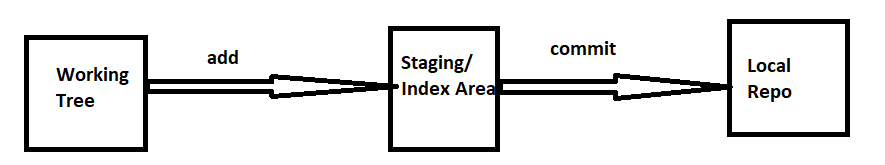 Working
Tree
add
Staging/
Index Area
commit
Local
Repo